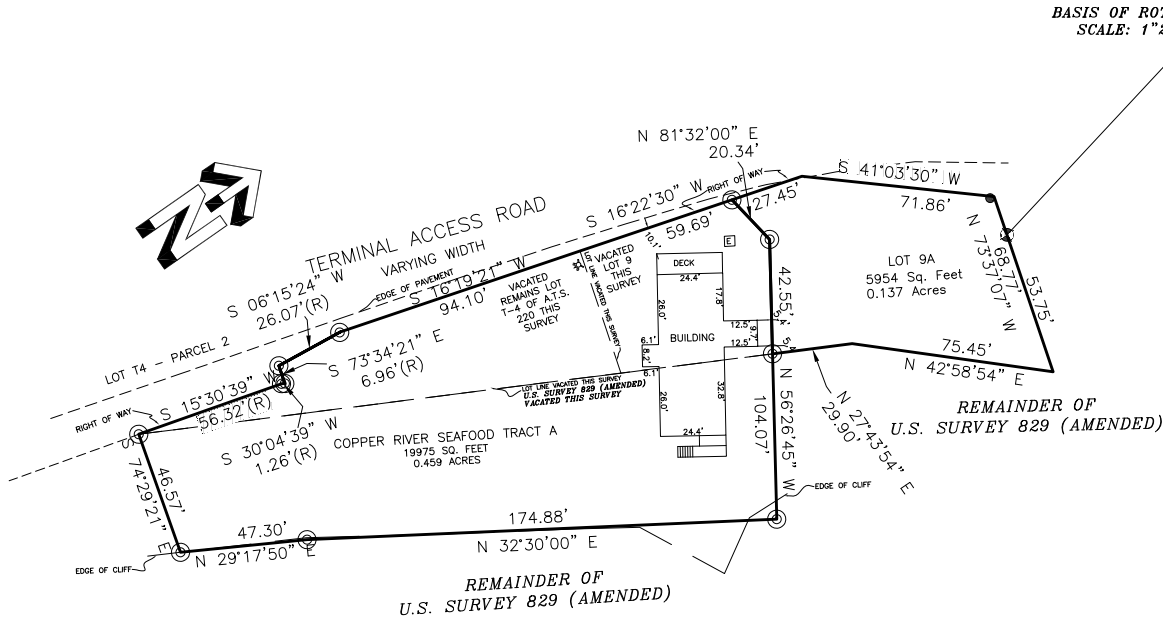 BASIS OF ROT
SCALE: 1"2
N 81°32'00" E
20.34'
RIGHT OF WAY
27.45'
S 41°03'30" W
71.86'
N 73°37'07" W
68.77'
53.75'
LOT 9A
5954 Sq. Feet
0.137 Acres
75.45'
N 42°58'54" E
N 27°43'54" E
29.90'
REMAINDER OF
U.S. SURVEY 829 (AMENDED)
N
TERMINAL ACCESS ROAD
VARYING WIDTH
EDGE OF PAVEMENT
S 16°22'30" W
59.69'
S 16°19'21" W
94.10'
S 06°15'24" W
26.07'(R)
S 73°34'21" E
6.96'(R)
LOT T4 - PARCEL 2
RIGHT OF WAY
S 15°30'39" W
56.32'(R)
S 30°04'39" W
1.26'(R)
VACATED
REMAINS LOT
T-4 OF A.T.S.
220 THIS
SURVEY
LOT LINE VACATED THIS SURVEY
VACATED
LOT 9
THIS
SURVEY
10.1'
E
DECK
24.4'
17.8'
26.0'
BUILDING
12.5'
9.7'
12.5'
5.4'
6.1'
8.2'
6.1'
26.0'
32.8'
24.4'
42.55'
LOT LINE VACATED THIS SURVEY
U.S. SURVEY 829 (AMENDED)
VACATED THIS SURVEY
COPPER RIVER SEAFOOD TRACT A
19975 SQ. FEET
0.459 ACRES
N 56°26'45" W
104.07'
EDGE OF CLIFF
S 74°29'21" E
46.57'
EDGE OF CLIFF
47.30'
N 29°17'50" E
174.88'
N 32°30'00" E
REMAINDER OF
U.S. SURVEY 829 (AMENDED)